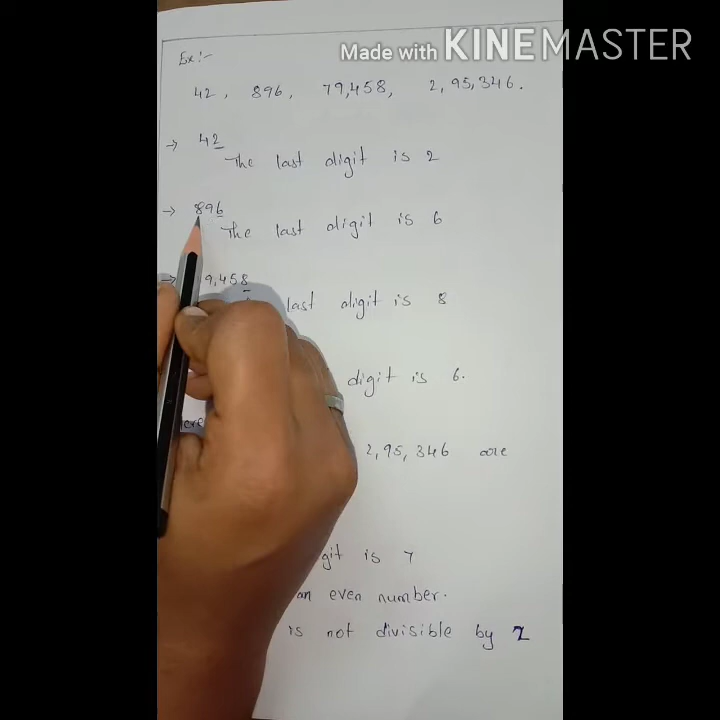 Made with KINEMASTER
Ex:-
42, 896, 79,458, 2,95,346.
→ 42
The last digit is 2
→ 896
The last digit is 6
→ 9,458
last digit is 8
digit is 6.
2,95,346 are
git is 7
an even number.
is not divisible by 2